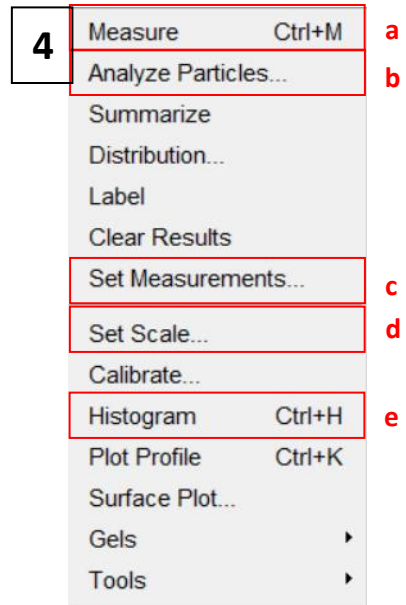 4
Measure Ctrl+M a
Analyze Particles... b
Summarize
Distribution...
Label
Clear Results
Set Measurements... c
Set Scale... d
Calibrate...
Histogram Ctrl+H e
Plot Profile Ctrl+K
Surface Plot...
Gels
Tools